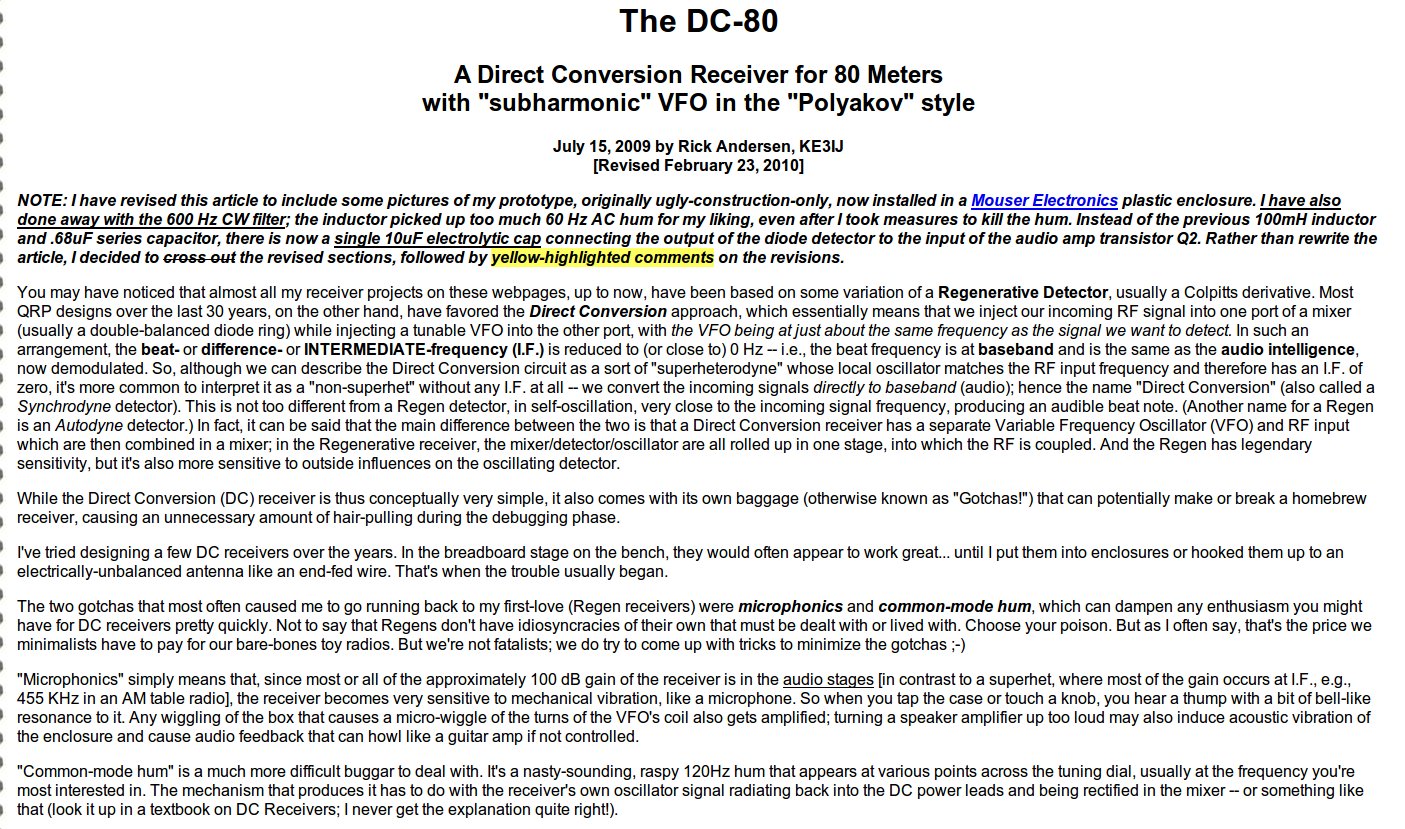 The DC-80
A Direct Conversion Receiver for 80 Meters
with "subharmonic" VFO in the "Polyakov" style
July 15, 2009 by Rick Andersen, KE3IJ
[Revised February 23, 2010]
NOTE: I have revised this article to include some pictures of my prototype, originally ugly-construction-only, now installed in a Mouser Electronics plastic enclosure. I have also
done away with the 600 Hz CW filter; the inductor picked up too much 60 Hz AC hum for my liking, even after I took measures to kill the hum. Instead of the previous 100mH inductor
and .68uF series capacitor, there is now a single 10uF electrolytic cap connecting the output of the diode detector to the input of the audio amp transistor Q2. Rather than rewrite the
article, I decided to cross out the revised sections, followed by yellow-highlighted comments on the revisions.
You may have noticed that almost all my receiver projects on these webpages, up to now, have been based on some variation of a Regenerative Detector, usually a Colpitts derivative. Most
QRP designs over the last 30 years, on the other hand, have favored the Direct Conversion approach, which essentially means that we inject our incoming RF signal into one port of a mixer
(usually a double-balanced diode ring) while injecting a tunable VFO into the other port, with the VFO being at just about the same frequency as the signal we want to detect. In such an
arrangement, the beat- or difference- or INTERMEDIATE-frequency (I.F.) is reduced to (or close to) 0 Hz -- i.e., the beat frequency is at baseband and is the same as the audio intelligence,
now demodulated. So, although we can describe the Direct Conversion circuit as a sort of "superheterodyne" whose local oscillator matches the RF input frequency and therefore has an I.F. of
zero, it's more common to interpret it as a "non-superhet" without any I.F. at all -- we convert the incoming signals directly to baseband (audio); hence the name "Direct Conversion" (also called a
Synchrodyne detector). This is not too different from a Regen detector, in self-oscillation, very close to the incoming signal frequency, producing an audible beat note. (Another name for a Regen
is an Autodyne detector.) In fact, it can be said that the main difference between the two is that a Direct Conversion receiver has a separate Variable Frequency Oscillator (VFO) and RF input
which are then combined in a mixer; in the Regenerative receiver, the mixer/detector/oscillator are all rolled up in one stage, into which the RF is coupled. And the Regen has legendary
sensitivity, but it's also more sensitive to outside influences on the oscillating detector.
While the Direct Conversion (DC) receiver is thus conceptually very simple, it also comes with its own baggage (otherwise known as "Gotchas!") that can potentially make or break a homebrew
receiver, causing an unnecessary amount of hair-pulling during the debugging phase.
I've tried designing a few DC receivers over the years. In the breadboard stage on the bench, they would often appear to work great... until I put them into enclosures or hooked them up to an
electrically-unbalanced antenna like an end-fed wire. That's when the trouble usually began.
The two gotchas that most often caused me to go running back to my first-love (Regen receivers) were microphonics and common-mode hum, which can dampen any enthusiasm you might
have for DC receivers pretty quickly. Not to say that Regens don't have idiosyncracies of their own that must be dealt with or lived with. Choose your poison. But as I often say, that's the price we
minimalists have to pay for our bare-bones toy radios. But we're not fatalists; we do try to come up with tricks to minimize the gotchas ;-)
"Microphonics" simply means that, since most or all of the approximately 100 dB gain of the receiver is in the audio stages [in contrast to a superhet, where most of the gain occurs at I.F., e.g.,
455 KHz in an AM table radio], the receiver becomes very sensitive to mechanical vibration, like a microphone. So when you tap the case or touch a knob, you hear a thump with a bit of bell-like
resonance to it. Any wiggling of the box that causes a micro-wiggle of the turns of the VFO's coil also gets amplified; turning a speaker amplifier up too loud may also induce acoustic vibration of
the enclosure and cause audio feedback that can howl like a guitar amp if not controlled.
"Common-mode hum" is a much more difficult buggar to deal with. It's a nasty-sounding, raspy 120Hz hum that appears at various points across the tuning dial, usually at the frequency you're
most interested in. The mechanism that produces it has to do with the receiver's own oscillator signal radiating back into the DC power leads and being rectified in the mixer -- or something like
that (look it up in a textbook on DC Receivers; I never get the explanation quite right!).